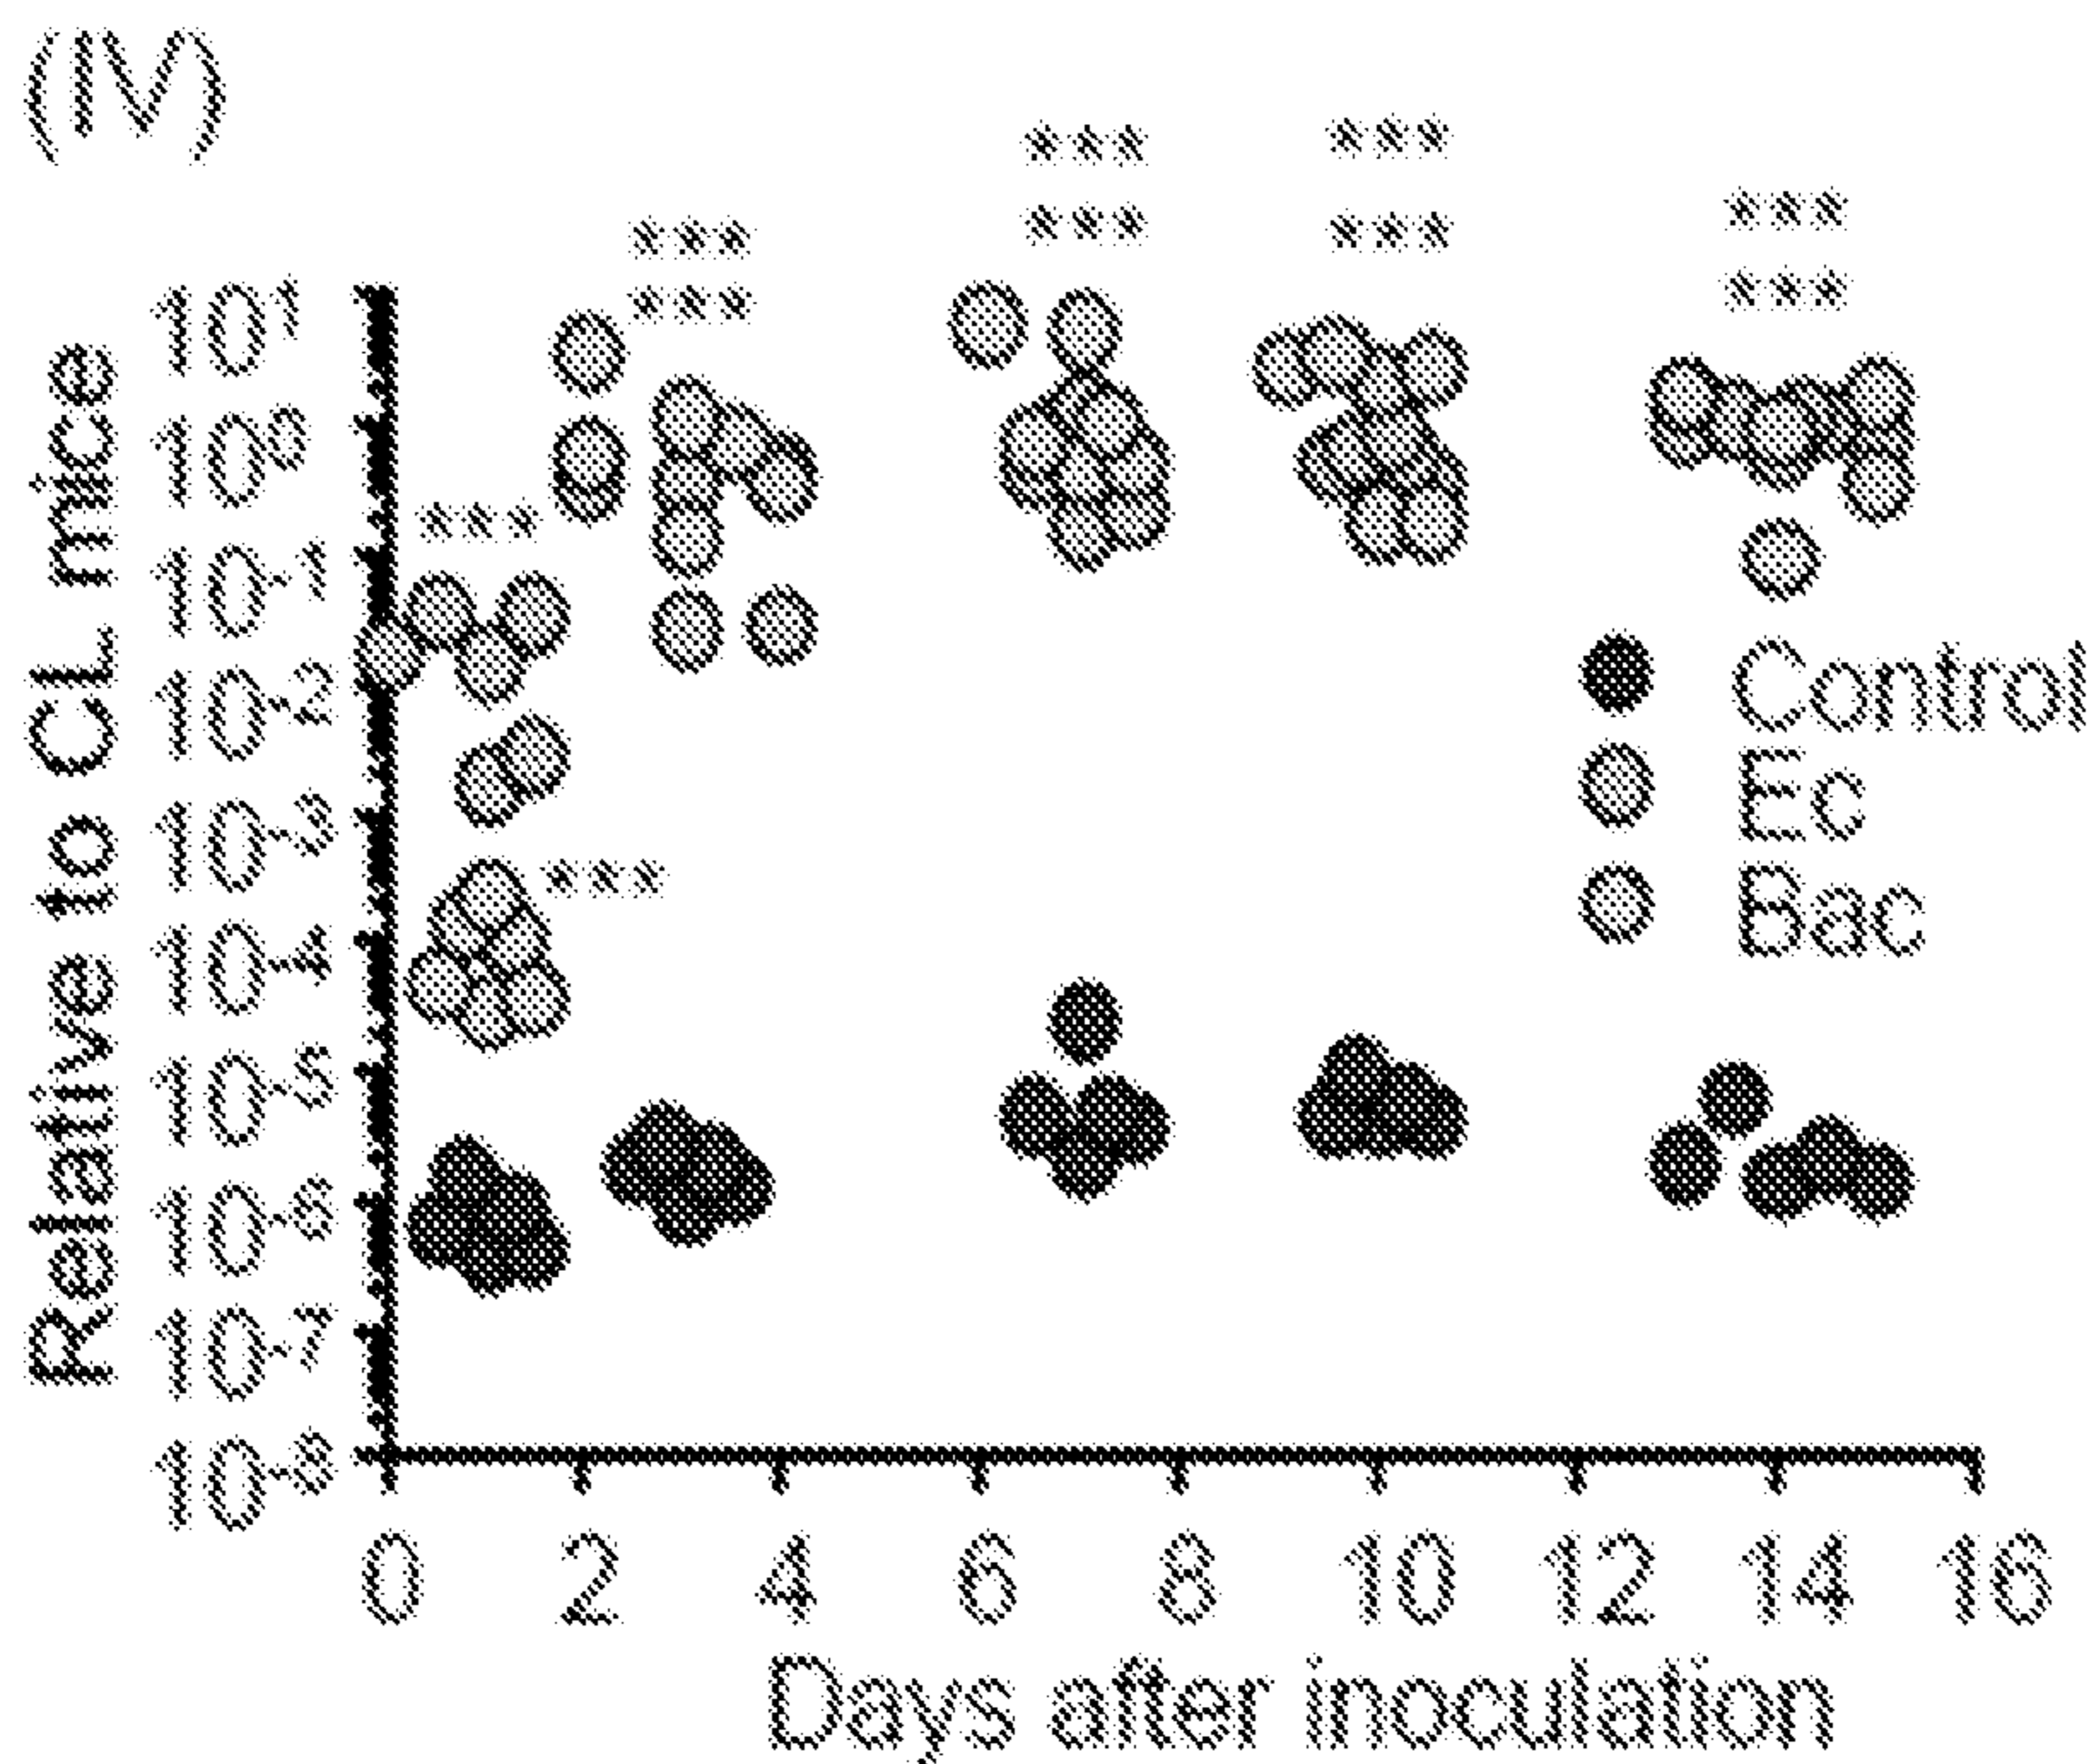 (IV)
***
***
***
***
***
***
***
***
***
***
Relative to CL mice
10¹
10⁰
10⁻¹
10⁻²
10⁻³
10⁻⁴
10⁻⁵
10⁻⁶
10⁻⁷
10⁻⁸
Control
Ec
Bac
0 2 4 6 8 10 12 14 16
Days after inoculation